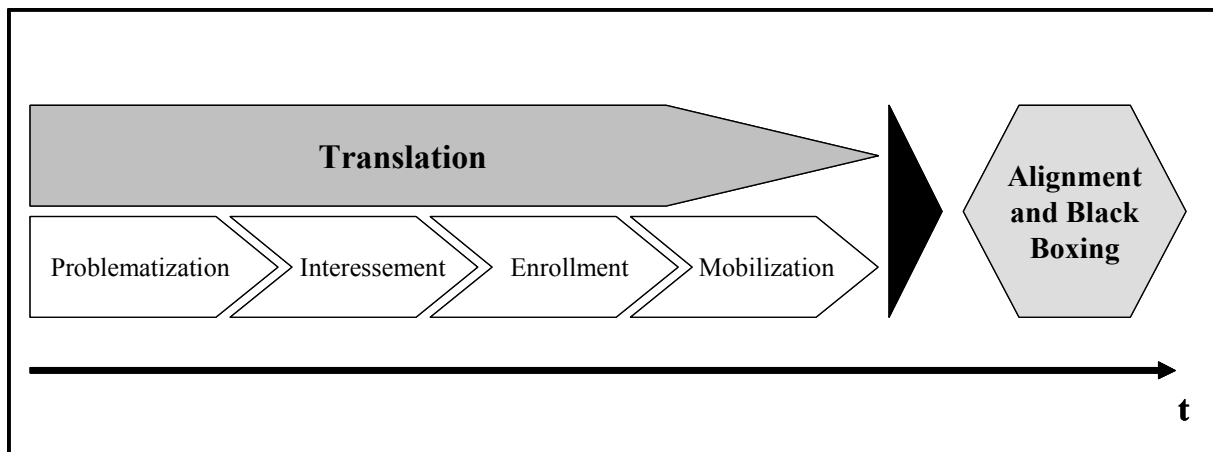 Translation
Problematization
Interessement
Enrollment
Mobilization
Alignment
and Black
Boxing
t